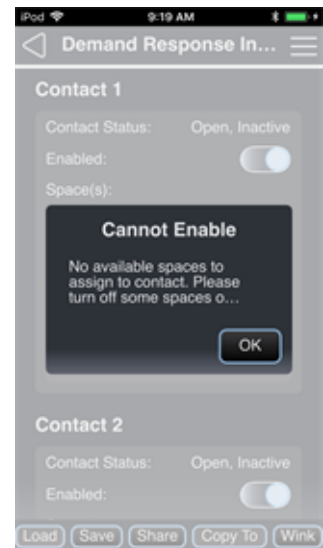 iPod 9:19 AM
Demand Response In...
Contact 1
Contact Status: Open, Inactive
Enabled:
Space(s):
Cannot Enable
No available spaces to
assign to contact. Please
turn off some spaces o...
OK
Contact 2
Contact Status: Open, Inactive
Enabled:
Load Save Share Copy To Wink